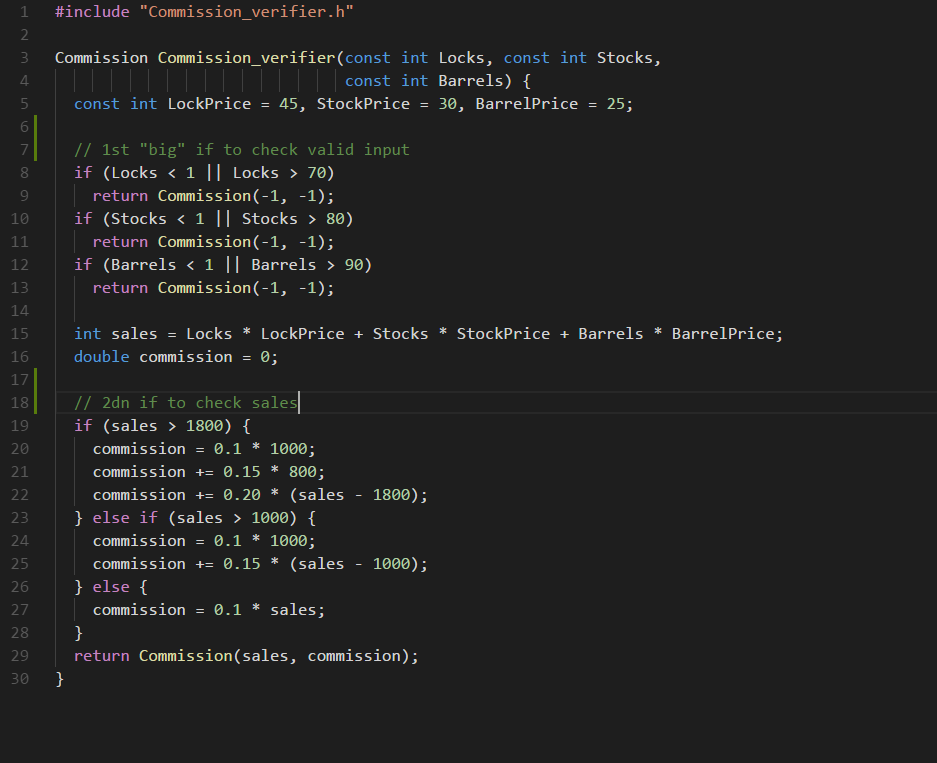 1 #include "Commission_verifier.h"
2
3 Commission Commission_verifier(const int Locks, const int Stocks,
4 const int Barrels) {
5 const int LockPrice = 45, StockPrice = 30, BarrelPrice = 25;
6
7 // 1st "big" if to check valid input
8 if (Locks < 1 || Locks > 70)
9 return Commission(-1, -1);
10 if (Stocks < 1 || Stocks > 80)
11 return Commission(-1, -1);
12 if (Barrels < 1 || Barrels > 90)
13 return Commission(-1, -1);
14
15 int sales = Locks * LockPrice + Stocks * StockPrice + Barrels * BarrelPrice;
16 double commission = 0;
17
18 // 2dn if to check sales
19 if (sales > 1800) {
20 commission = 0.1 * 1000;
21 commission += 0.15 * 800;
22 commission += 0.20 * (sales - 1800);
23 } else if (sales > 1000) {
24 commission = 0.1 * 1000;
25 commission += 0.15 * (sales - 1000);
26 } else {
27 commission = 0.1 * sales;
28 }
29 return Commission(sales, commission);
30 }